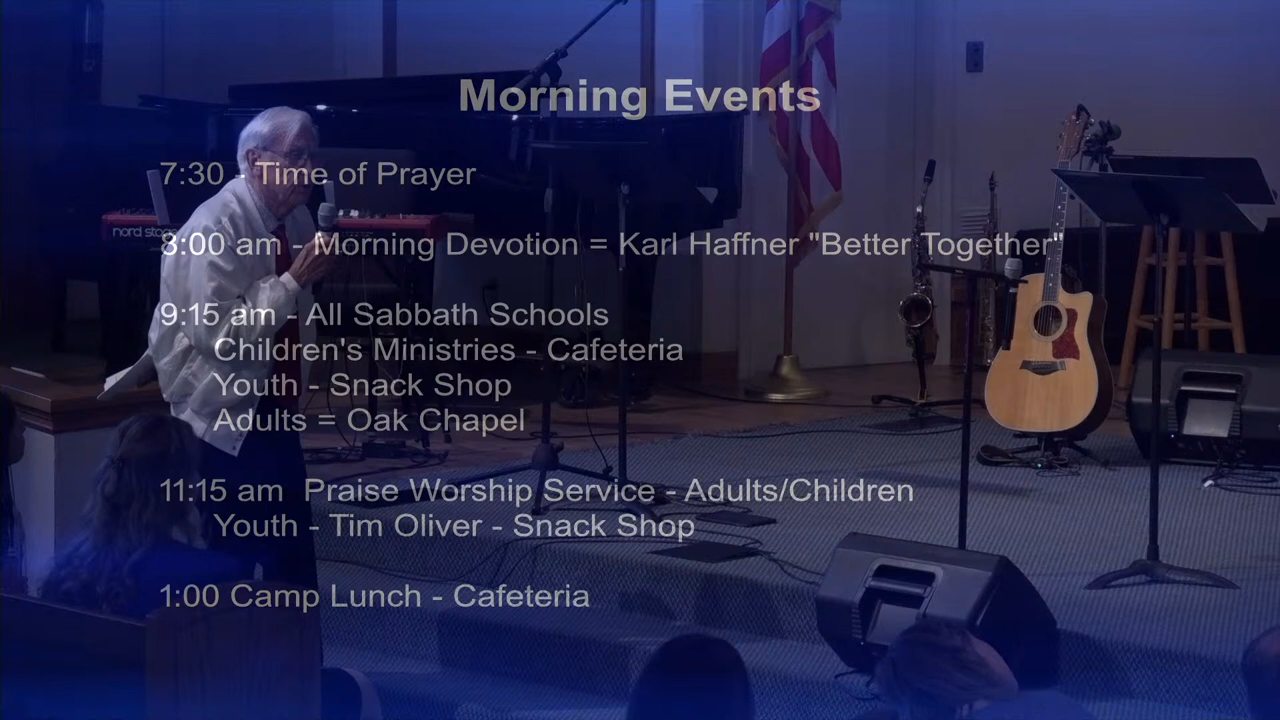 Morning Events
7:30 - Time of Prayer
nord stage
8:00 am - Morning Devotion = Karl Haffner "Better Together"
9:15 am - All Sabbath Schools
Children's Ministries - Cafeteria
Youth - Snack Shop
Adults = Oak Chapel
11:15 am  Praise Worship Service - Adults/Children
Youth - Tim Oliver - Snack Shop
1:00 Camp Lunch - Cafeteria